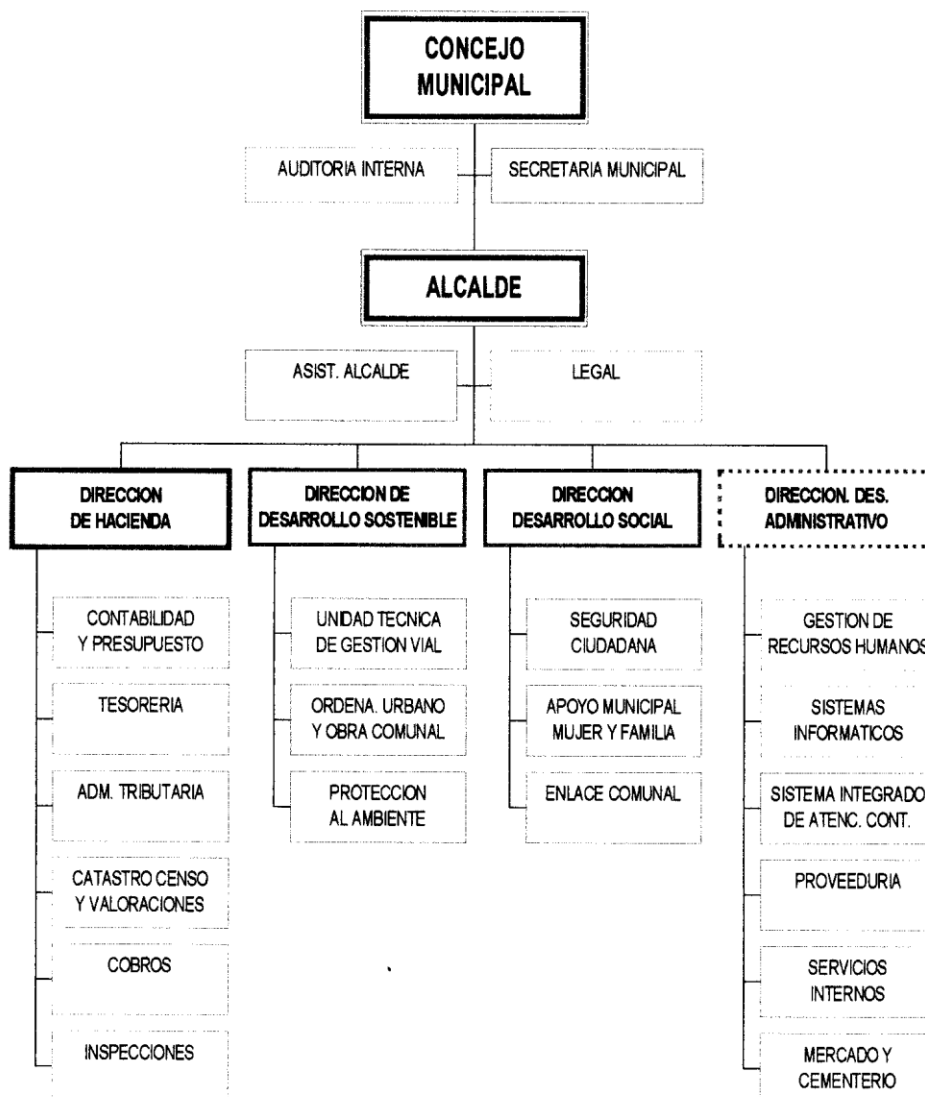 CONCEJO
MUNICIPAL
AUDITORIA INTERNA
SECRETARIA MUNICIPAL
ALCALDE
ASIST. ALCALDE
LEGAL
DIRECCION
DE HACIENDA
CONTABILIDAD
Y PRESUPUESTO
TESORERIA
ADM. TRIBUTARIA
CATASTRO CENSO
Y VALORACIONES
COBROS
INSPECCIONES
DIRECCION DE
DESARROLLO SOSTENIBLE
UNIDAD TECNICA
DE GESTION VIAL
ORDENA. URBANO
Y OBRA COMUNAL
PROTECCION
AL AMBIENTE
DIRECCION
DESARROLLO SOCIAL
SEGURIDAD
CIUDADANA
APOYO MUNICIPAL
MUJER Y FAMILIA
ENLACE COMUNAL
DIRECCION. DES.
ADMINISTRATIVO
GESTION DE
RECURSOS HUMANOS
SISTEMAS
INFORMATICOS
SISTEMA INTEGRADO
DE ATENC. CONT.
PROVEEDURIA
SERVICIOS
INTERNOS
MERCADO Y
CEMENTERIO